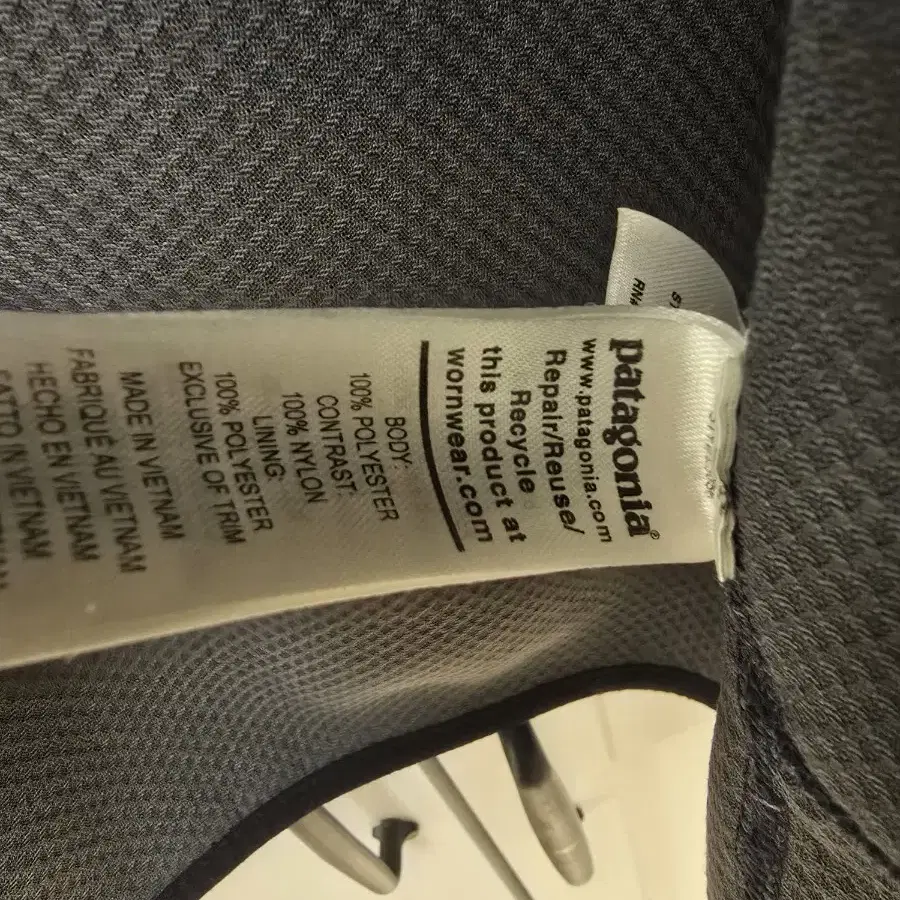 patagonia®
www.patagonia.com
Repair/Reuse/
Recycle
this product at
wornwear.com
BODY:
100% POLYESTER
CONTRAST:
100% NYLON
LINING:
100% POLYESTER
EXCLUSIVE OF TRIM
MADE IN VIETNAM
FABRIQUÉ AU VIETNAM
HECHO EN VIETNAM
FATTO IN VIETNAM
RN#